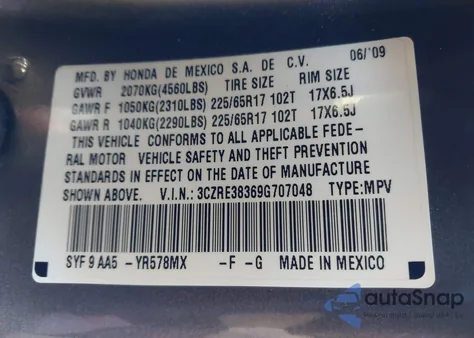 MFD. BY HONDA DE MEXICO S.A. DE C.V. 06/'09
GVWR 2070KG(4560LBS) TIRE SIZE RIM SIZE
GAWR F 1050KG(2310LBS) 225/65R17 102T 17X6.5J
GAWR R 1040KG(2290LBS) 225/65R17 102T 17X6.5J
THIS VEHICLE CONFORMS TO ALL APPLICABLE FEDE-
RAL MOTOR VEHICLE SAFETY AND THEFT PREVENTION
STANDARDS IN EFFECT ON THE DATE OF MANUFACTURE
SHOWN ABOVE. V.I.N.: 3CZRE38369G707048 TYPE:MPV
SYF 9 AA5 -YR578MX -F -G MADE IN MEXICO
autoSnap